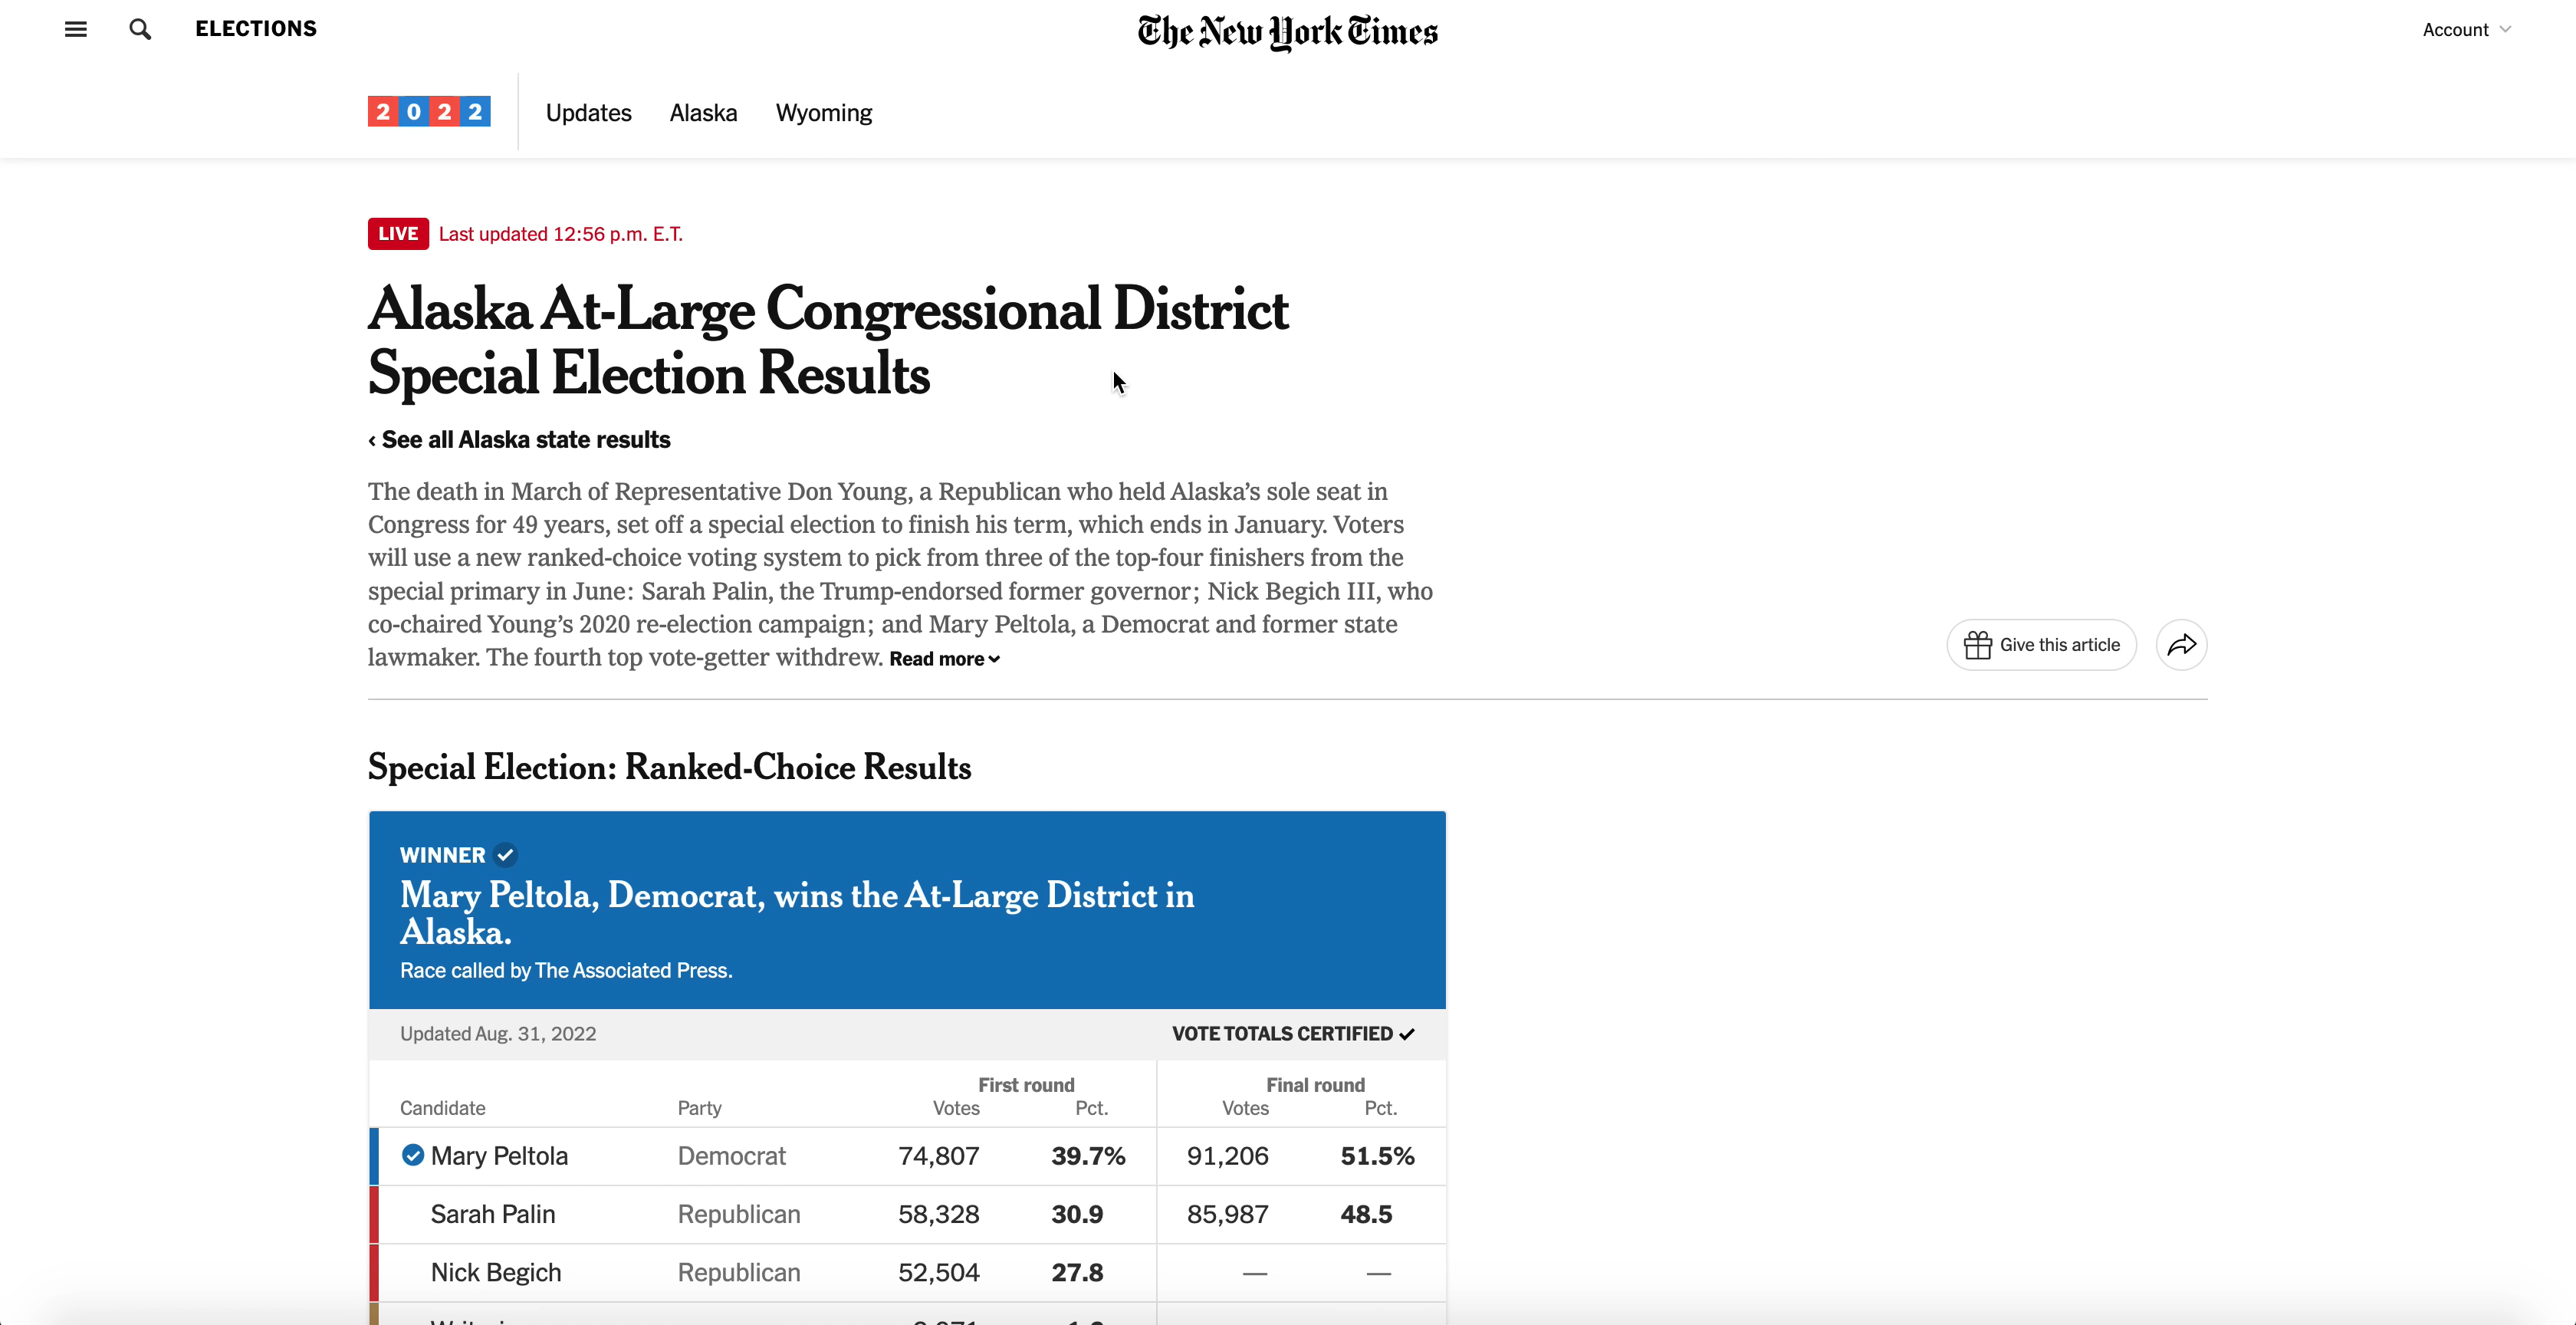 ELECTIONS
The New York Times
Account
2022
Updates Alaska Wyoming
LIVE Last updated 12:56 p.m. E.T.
Alaska At-Large Congressional District
Special Election Results
‹ See all Alaska state results
The death in March of Representative Don Young, a Republican who held Alaska’s sole seat in
Congress for 49 years, set off a special election to finish his term, which ends in January. Voters
will use a new ranked-choice voting system to pick from three of the top-four finishers from the
special primary in June: Sarah Palin, the Trump-endorsed former governor; Nick Begich III, who
co-chaired Young’s 2020 re-election campaign; and Mary Peltola, a Democrat and former state
lawmaker. The fourth top vote-getter withdrew. Read more
Give this article
Special Election: Ranked-Choice Results
WINNER
Mary Peltola, Democrat, wins the At-Large District in
Alaska.
Race called by The Associated Press.
Updated Aug. 31, 2022 VOTE TOTALS CERTIFIED ✓
First round Final round
Candidate Party Votes Pct. Votes Pct.
Mary Peltola Democrat 74,807 39.7% 91,206 51.5%
Sarah Palin Republican 58,328 30.9 85,987 48.5
Nick Begich Republican 52,504 27.8 — —